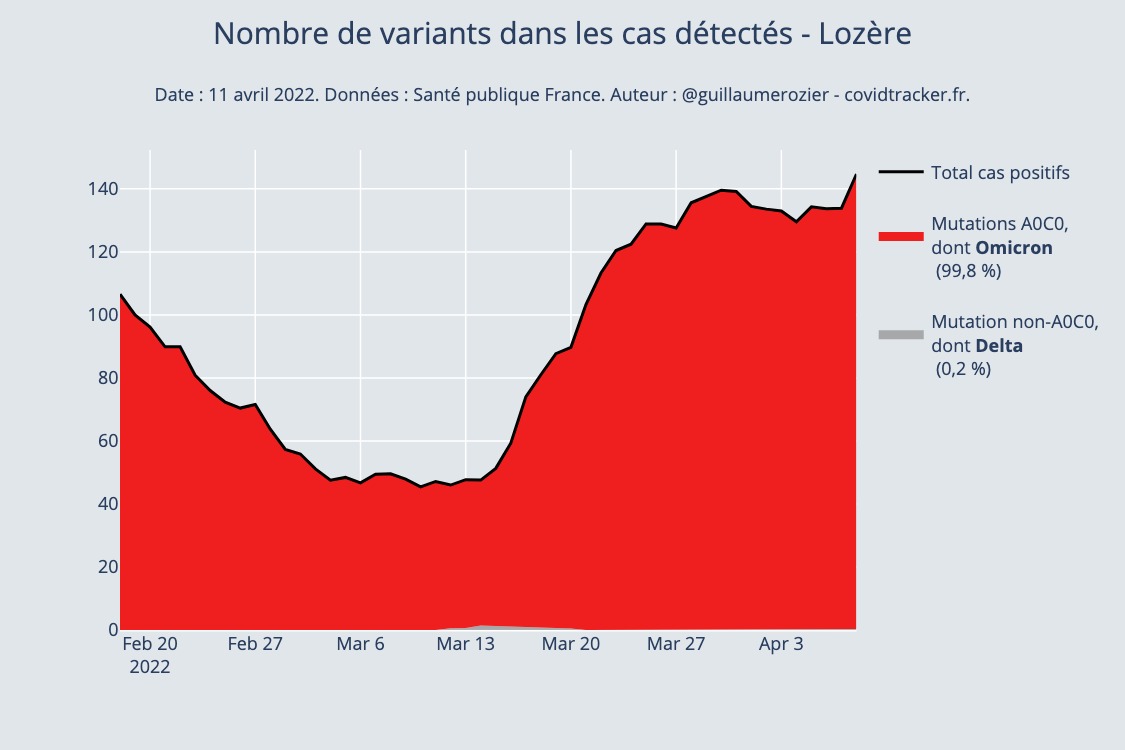 Nombre de variants dans les cas détectés - Lozère
Date : 11 avril 2022. Données : Santé publique France. Auteur : @guillaumerozier - covidtracker.fr.
140
120
100
80
60
40
20
0
Feb 20
2022
Feb 27
Mar 6
Mar 13
Mar 20
Mar 27
Apr 3
Total cas positifs
Mutations A0C0,
dont Omicron
(99,8 %)
Mutation non-A0C0,
dont Delta
(0,2 %)